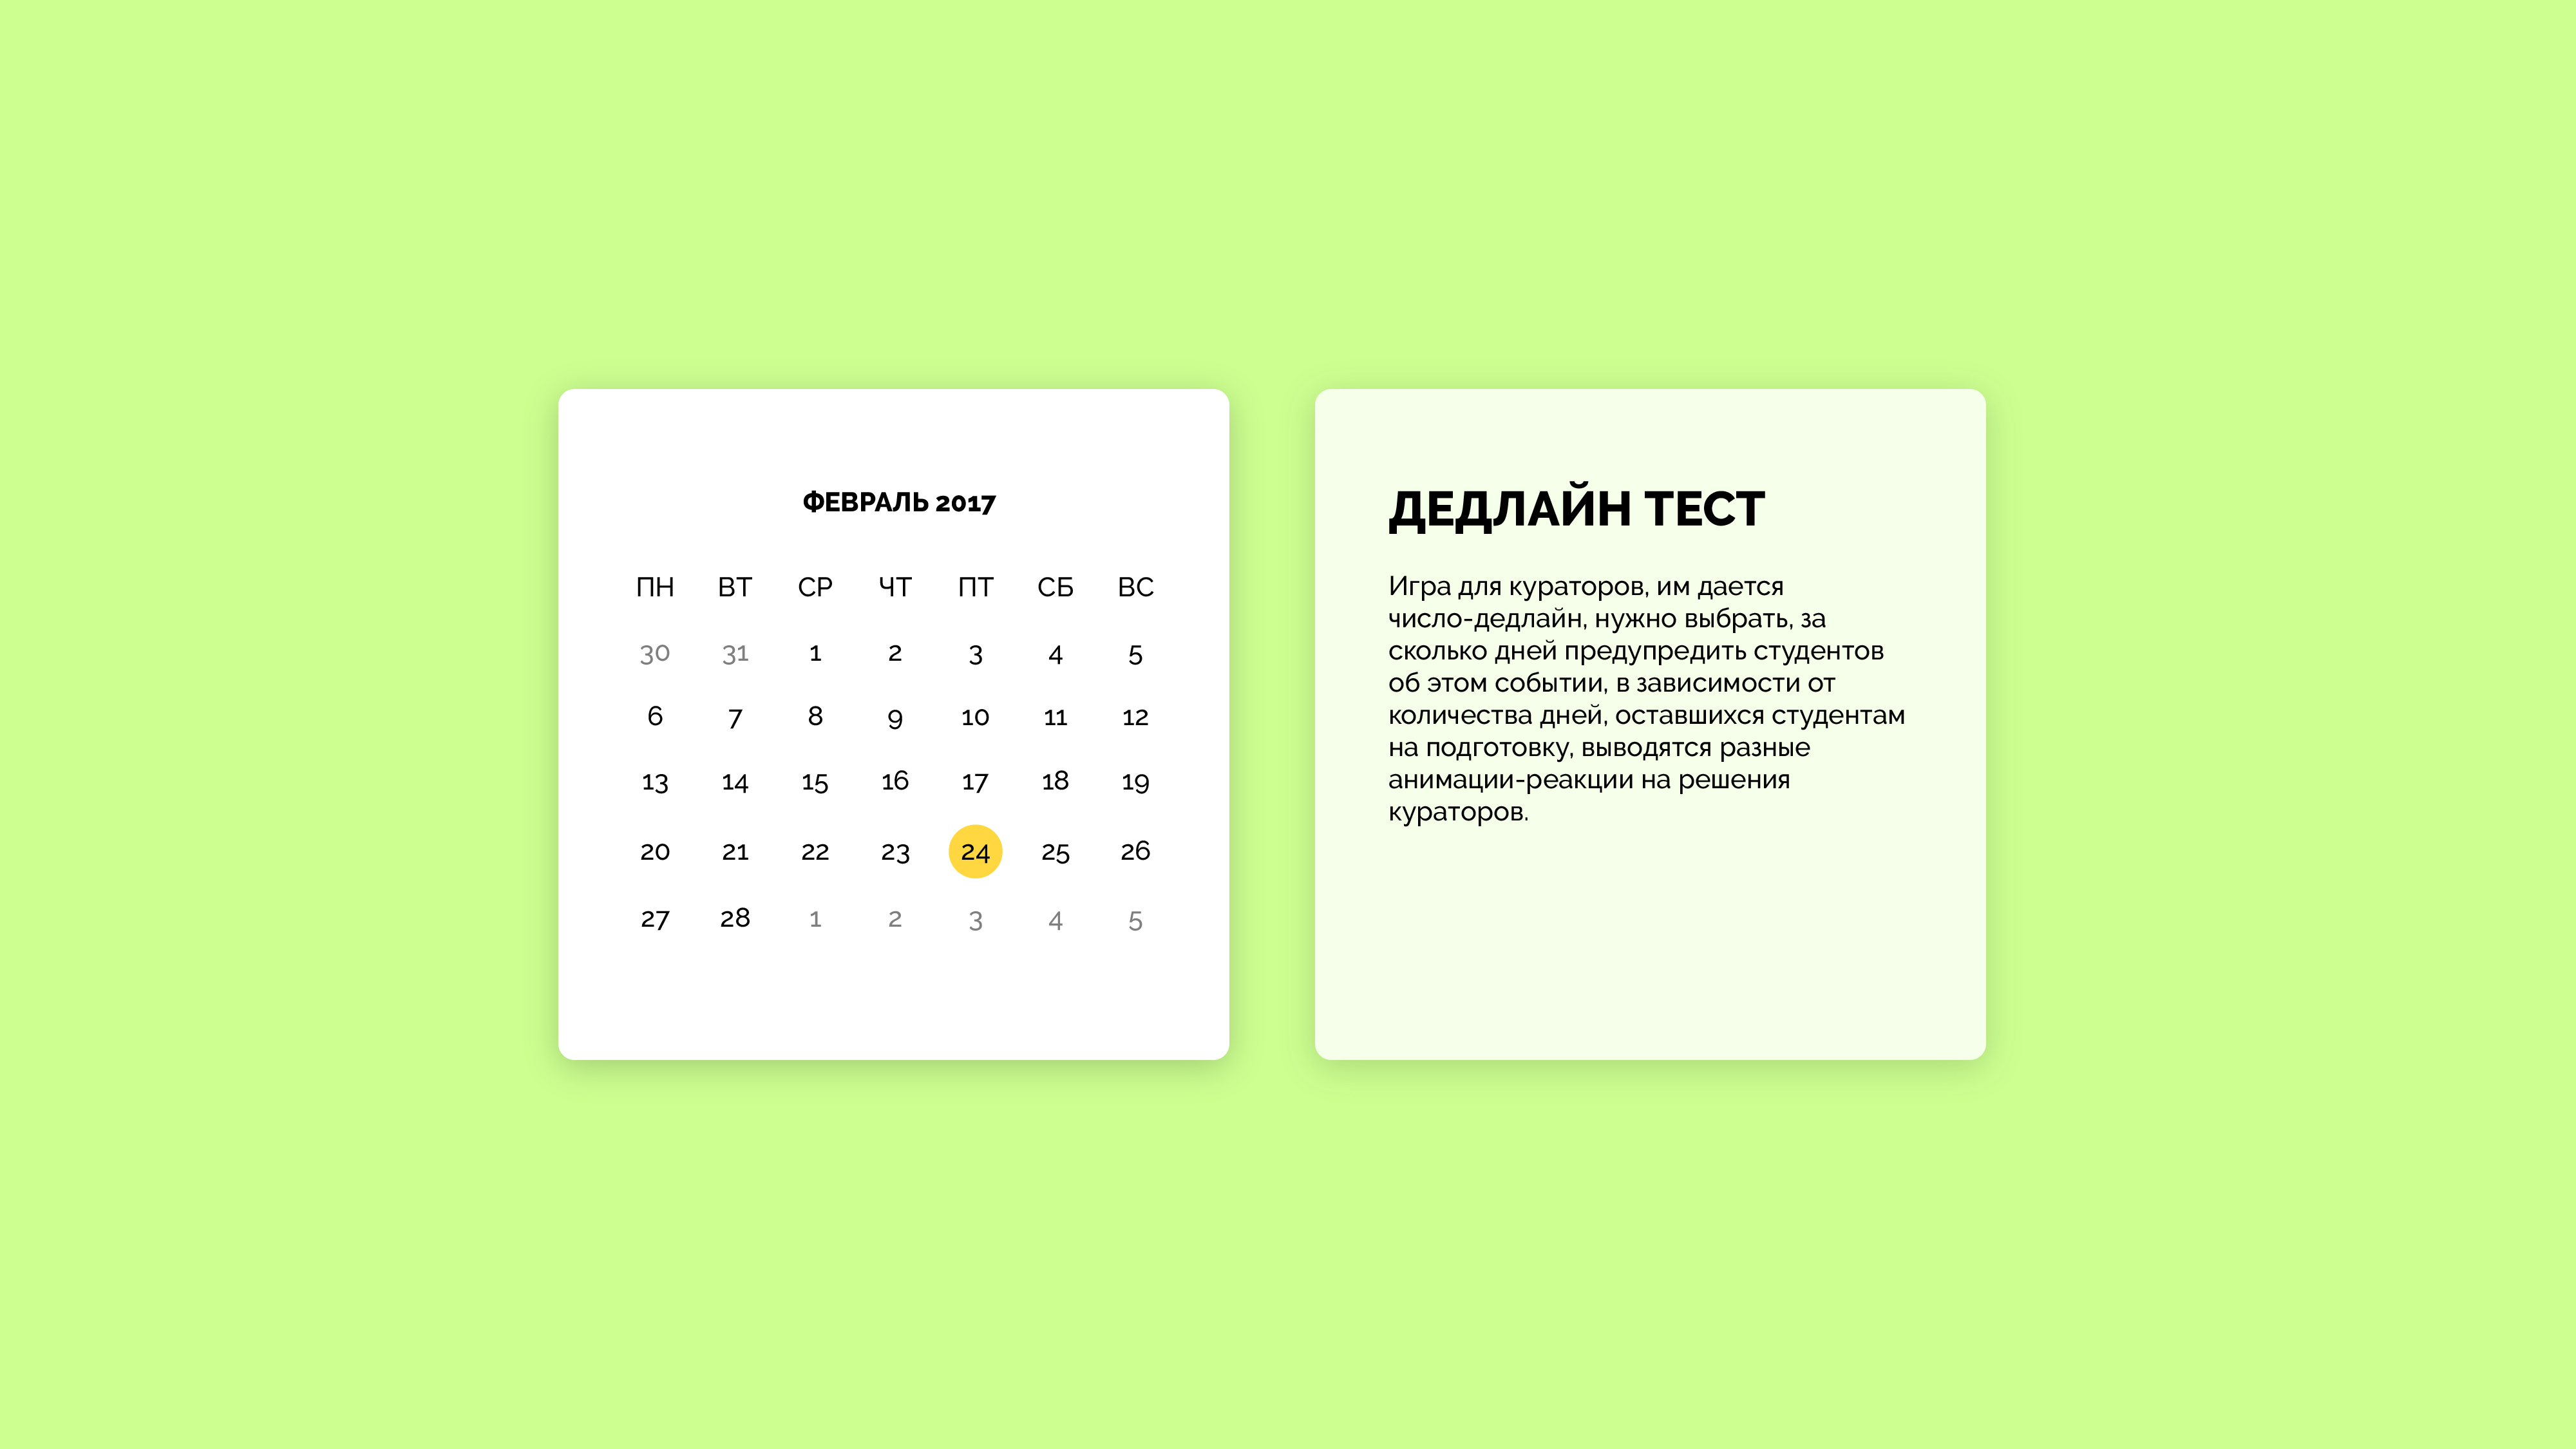 ФЕВРАЛЬ 2017
ПН ВТ СР ЧТ ПТ СБ ВС
30 31 1 2 3 4 5
6 7 8 9 10 11 12
13 14 15 16 17 18 19
20 21 22 23 24 25 26
27 28 1 2 3 4 5
ДЕДЛАЙН ТЕСТ
Игра для кураторов, им дается
число-дедлайн, нужно выбрать, за
сколько дней предупредить студентов
об этом событии, в зависимости от
количества дней, оставшихся студентам
на подготовку, выводятся разные
анимации-реакции на решения
кураторов.